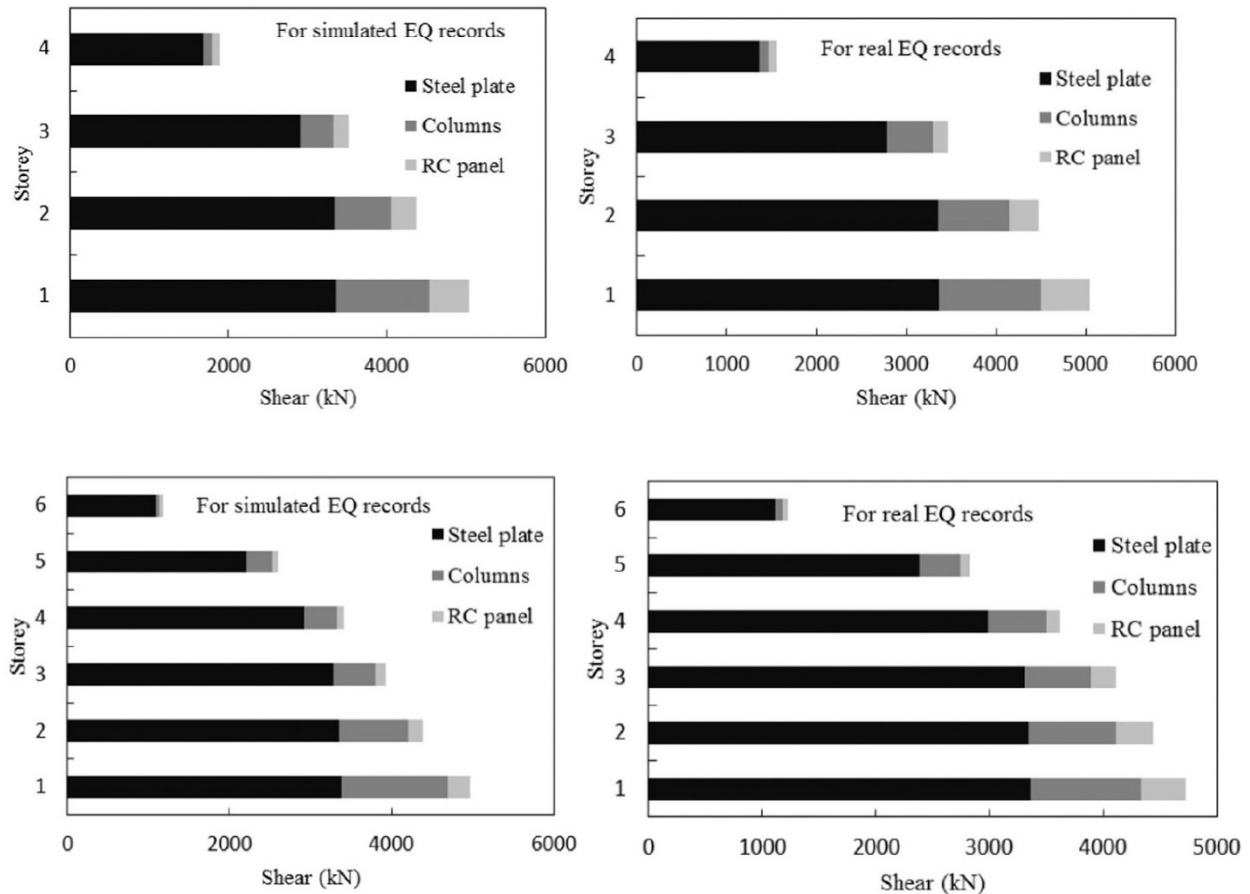 For simulated EQ records
Steel plate
Columns
RC panel
Storey
4
3
2
1
0
2000
4000
6000
Shear (kN)
For real EQ records
Steel plate
Columns
RC panel
Storey
4
3
2
1
0
1000
2000
3000
4000
5000
6000
Shear (kN)
For simulated EQ records
Steel plate
Columns
RC panel
Storey
6
5
4
3
2
1
0
2000
4000
6000
Shear (kN)
For real EQ records
Steel plate
Columns
RC panel
Storey
6
5
4
3
2
1
0
1000
2000
3000
4000
5000
Shear (kN)